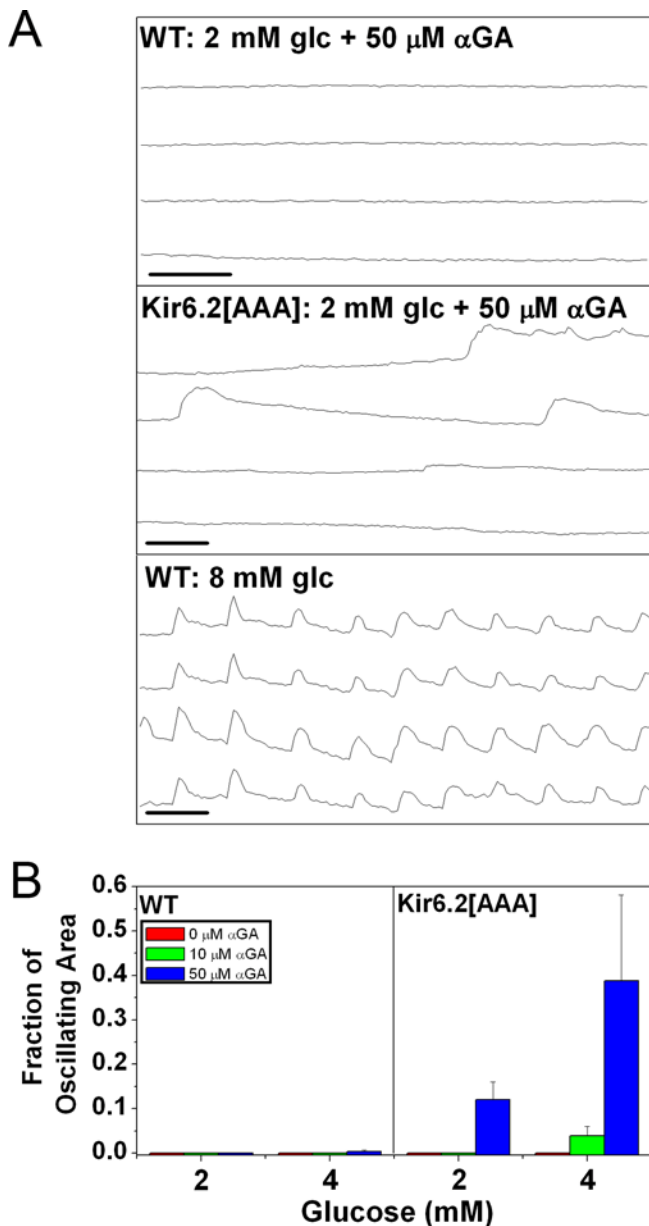 A
WT: 2 mM glc + 50 μM αGA
Kir6.2[AAA]: 2 mM glc + 50 μM αGA
WT: 8 mM glc
B
Fraction of
Oscillating Area
0.6
0.5
0.4
0.3
0.2
0.1
0.0
WT
0 μM αGA
10 μM αGA
50 μM αGA
Kir6.2[AAA]
2 4 2 4
Glucose (mM)